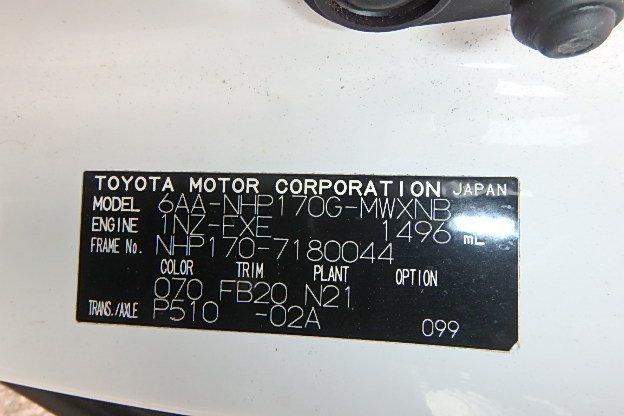 TOYOTA MOTOR CORPORATION JAPAN
MODEL 6AA-NHP170G-MWXNB
ENGINE 1NZ-FXE 1496 mL
FRAME No. NHP170-7180044
COLOR TRIM PLANT OPTION
070 FB20 N21
TRANS./AXLE P510 -02A
099